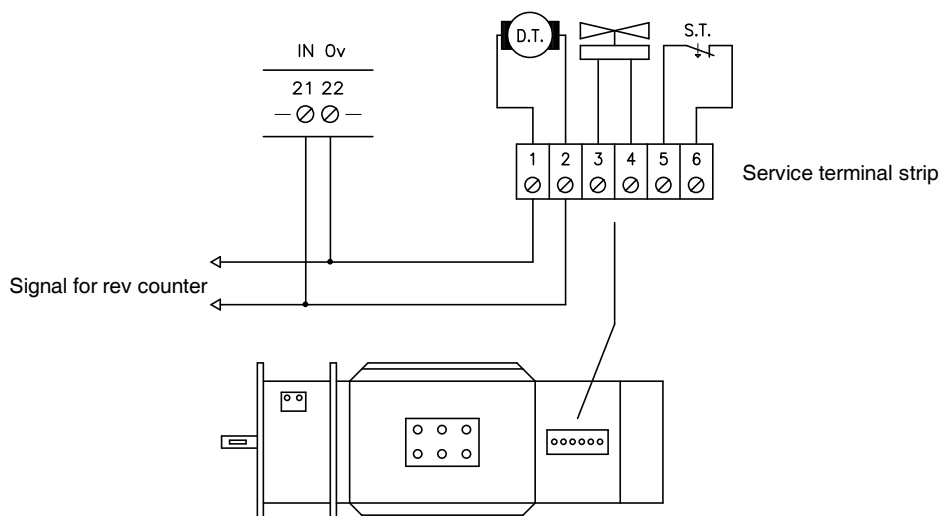 D.T.
S.T.
IN 0v
21 22
1 2 3 4 5 6
Service terminal strip
Signal for rev counter